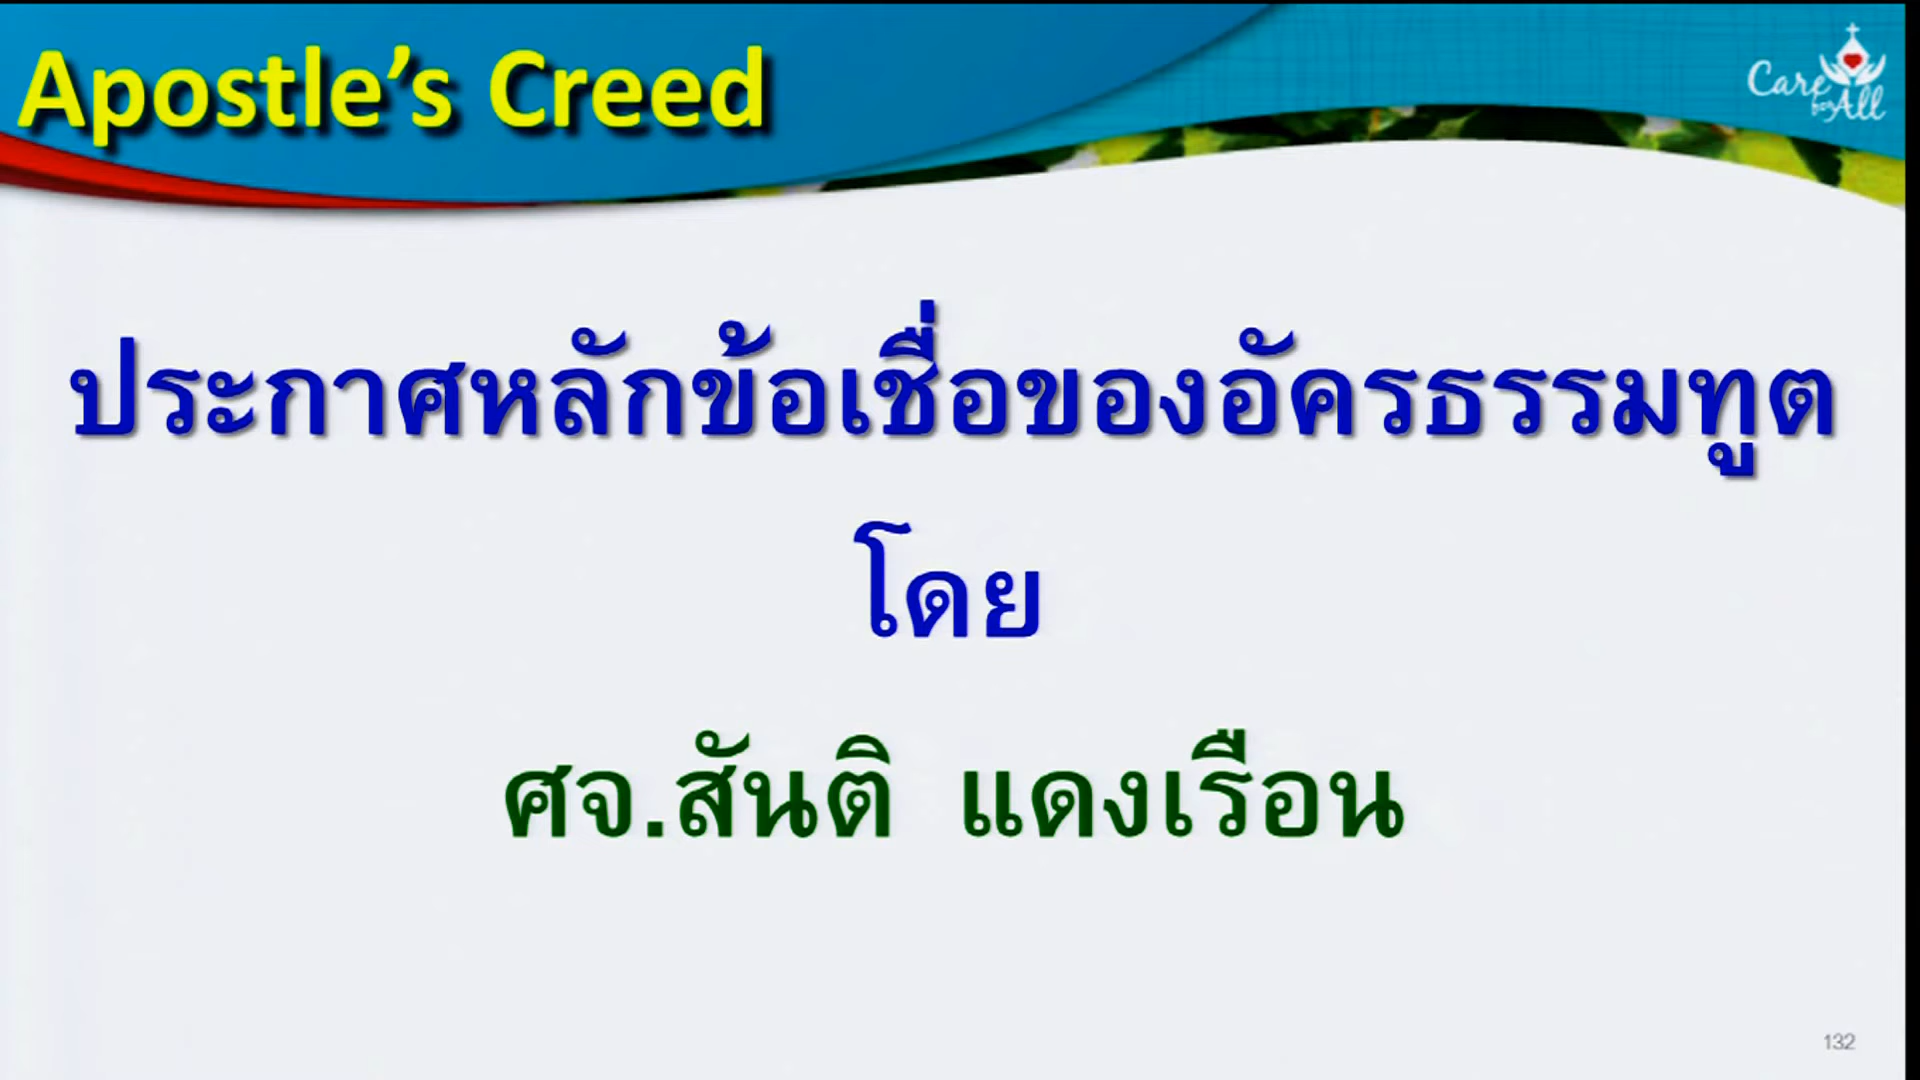 Apostle’s Creed
Care
for All
ประกาศหลักข้อเชื่อของอัครธรรมทูต
โดย
ศจ.สันติ แดงเรือน
132